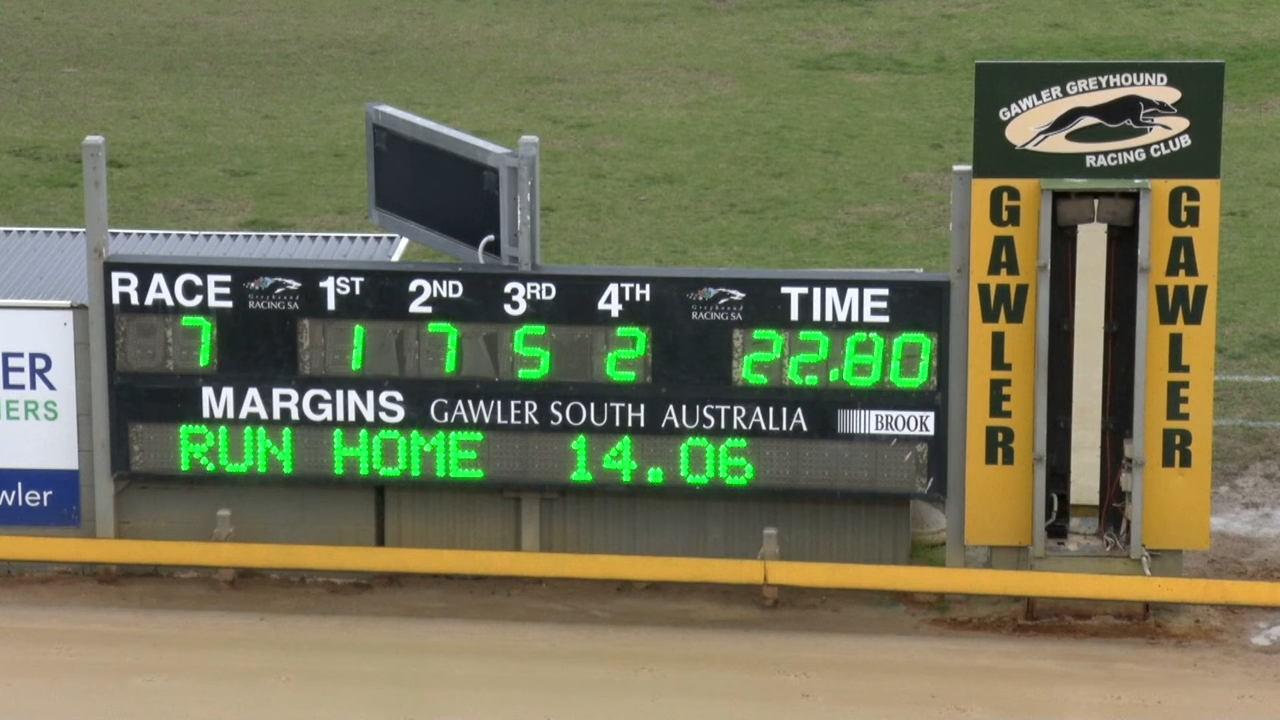 GAWLER GREYHOUND
RACING CLUB
GAWLER
GAWLER
RACE Greyhound RACING SA 1ST 2ND 3RD 4TH Greyhound RACING SA TIME
7 1 7 5 2 22.80
MARGINS GAWLER SOUTH AUSTRALIA BROOK
RUN HOME 14.06
ER
ERS
wler